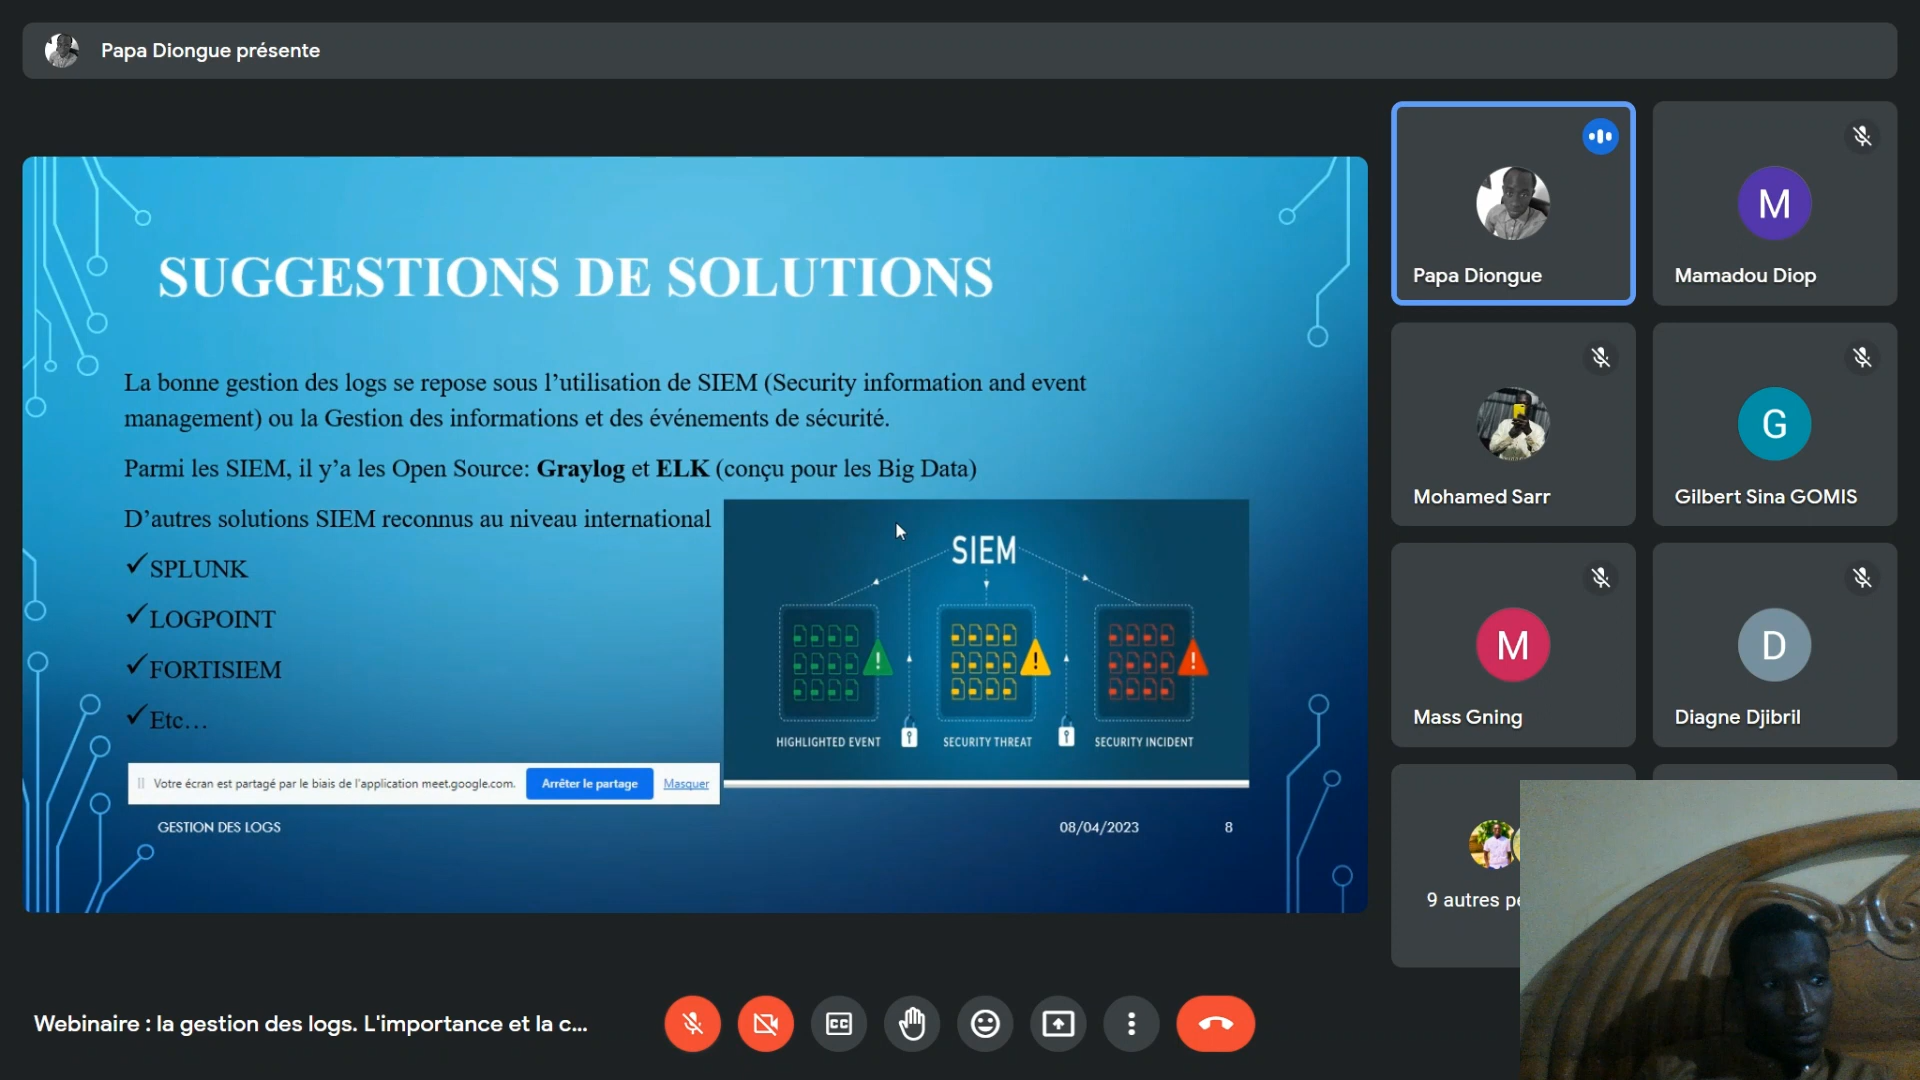 Papa Diongue présente
SUGGESTIONS DE SOLUTIONS
La bonne gestion des logs se repose sous l’utilisation de SIEM (Security information and event
management) ou la Gestion des informations et des événements de sécurité.
Parmi les SIEM, il y’a les Open Source: Graylog et ELK (conçu pour les Big Data)
D’autres solutions SIEM reconnus au niveau international
✓SPLUNK
✓LOGPOINT
✓FORTISIEM
✓Etc…
SIEM
HIGHLIGHTED EVENT
SECURITY THREAT
SECURITY INCIDENT
Votre écran est partagé par le biais de l'application meet.google.com.
Arrêter le partage
Masquer
GESTION DES LOGS
08/04/2023
8
Papa Diongue
M
Mamadou Diop
Mohamed Sarr
G
Gilbert Sina GOMIS
M
Mass Gning
D
Diagne Djibril
9 autres
Webinaire : la gestion des logs. L'importance et la c...
CC